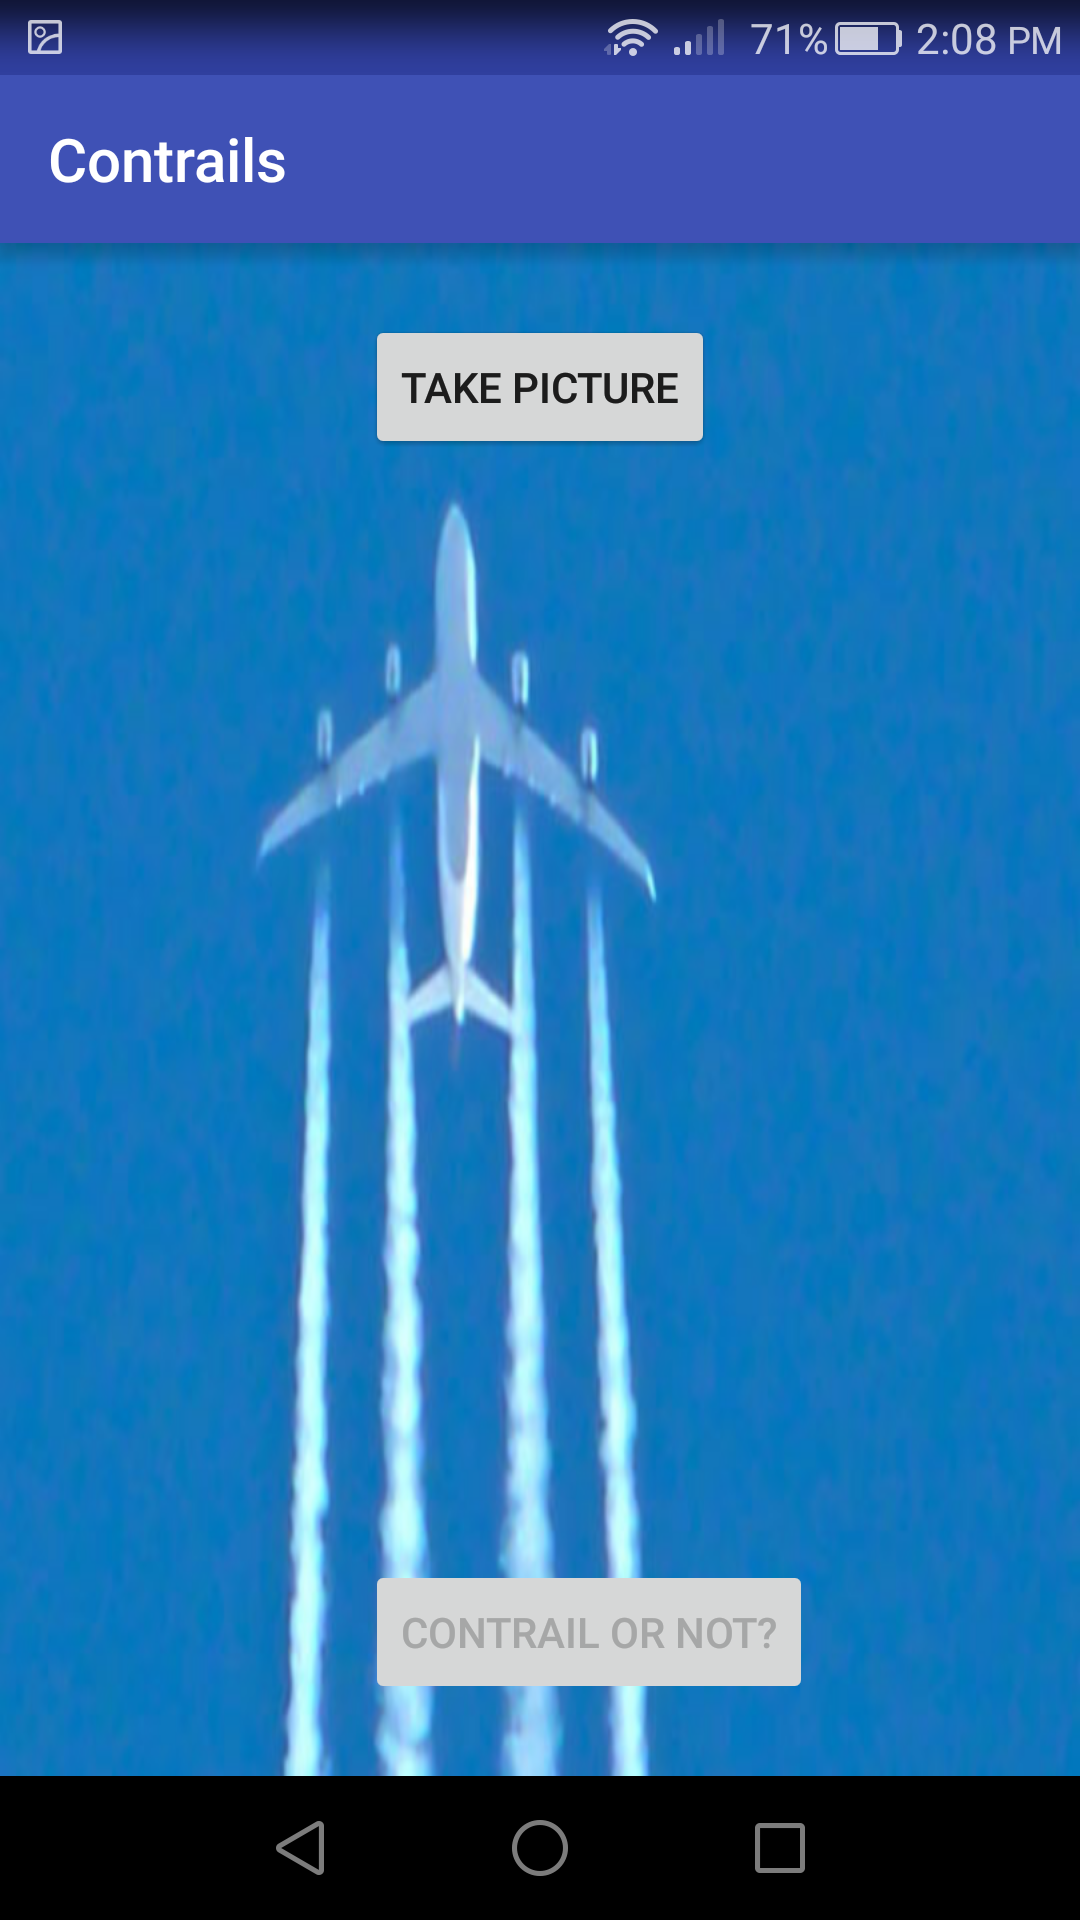 71% 2:08 PM
Contrails
TAKE PICTURE
CONTRAIL OR NOT?